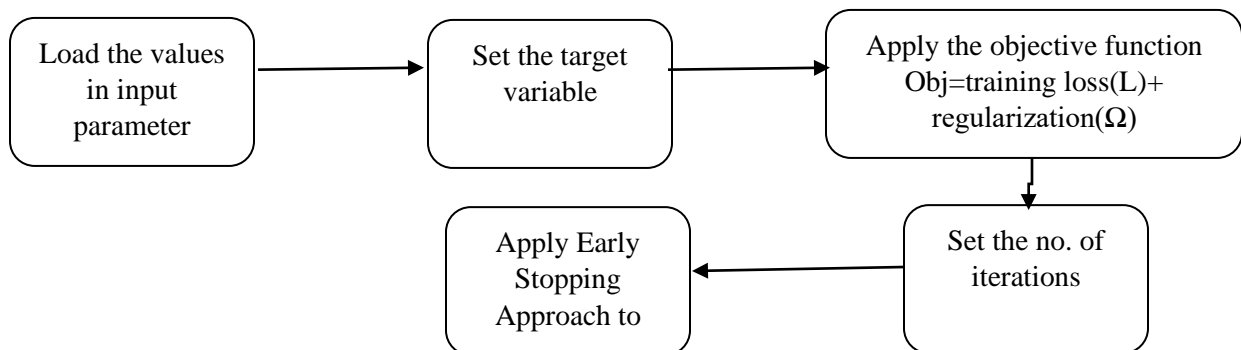 Load the values
in input
parameter
Set the target
variable
Apply the objective function
Obj=training loss(L)+
regularization(Ω)
Set the no. of
iterations
Apply Early
Stopping
Approach to